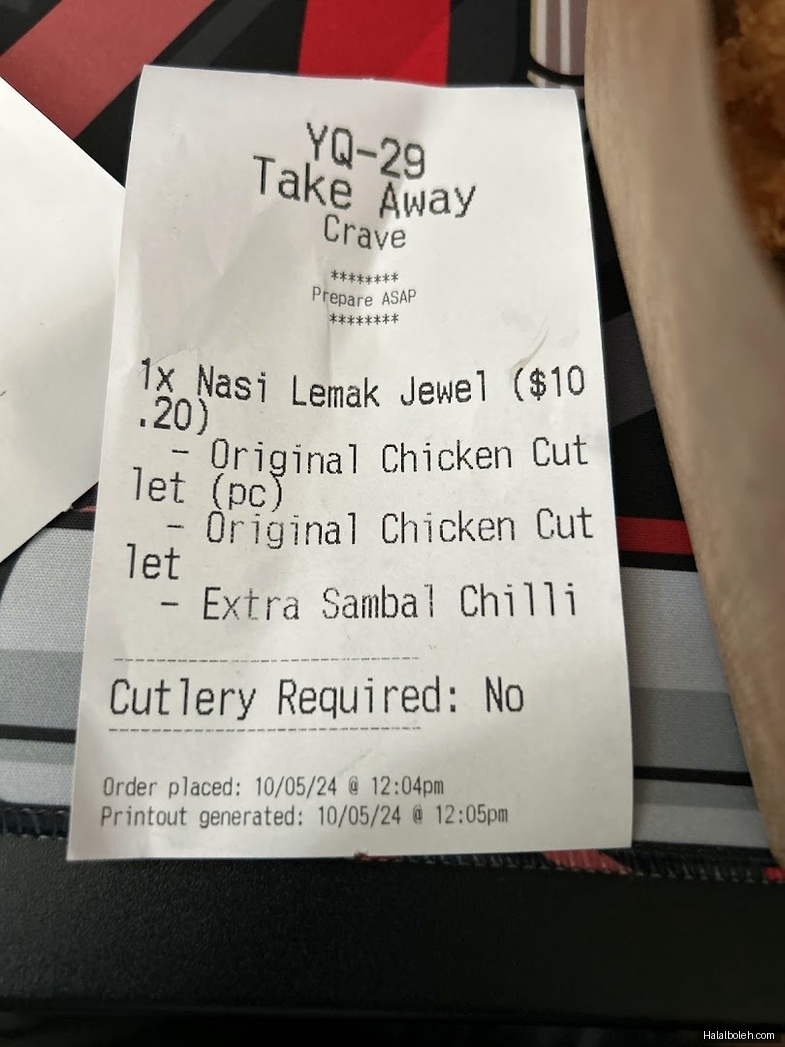 YQ-29
Take Away
Crave
********
Prepare ASAP
********
1x Nasi Lemak Jewel ($10
.20)
- Original Chicken Cut
let (pc)
- Original Chicken Cut
let
- Extra Sambal Chilli
Cutlery Required: No
Order placed: 10/05/24 @ 12:04pm
Printout generated: 10/05/24 @ 12:05pm
Halalboleh.com